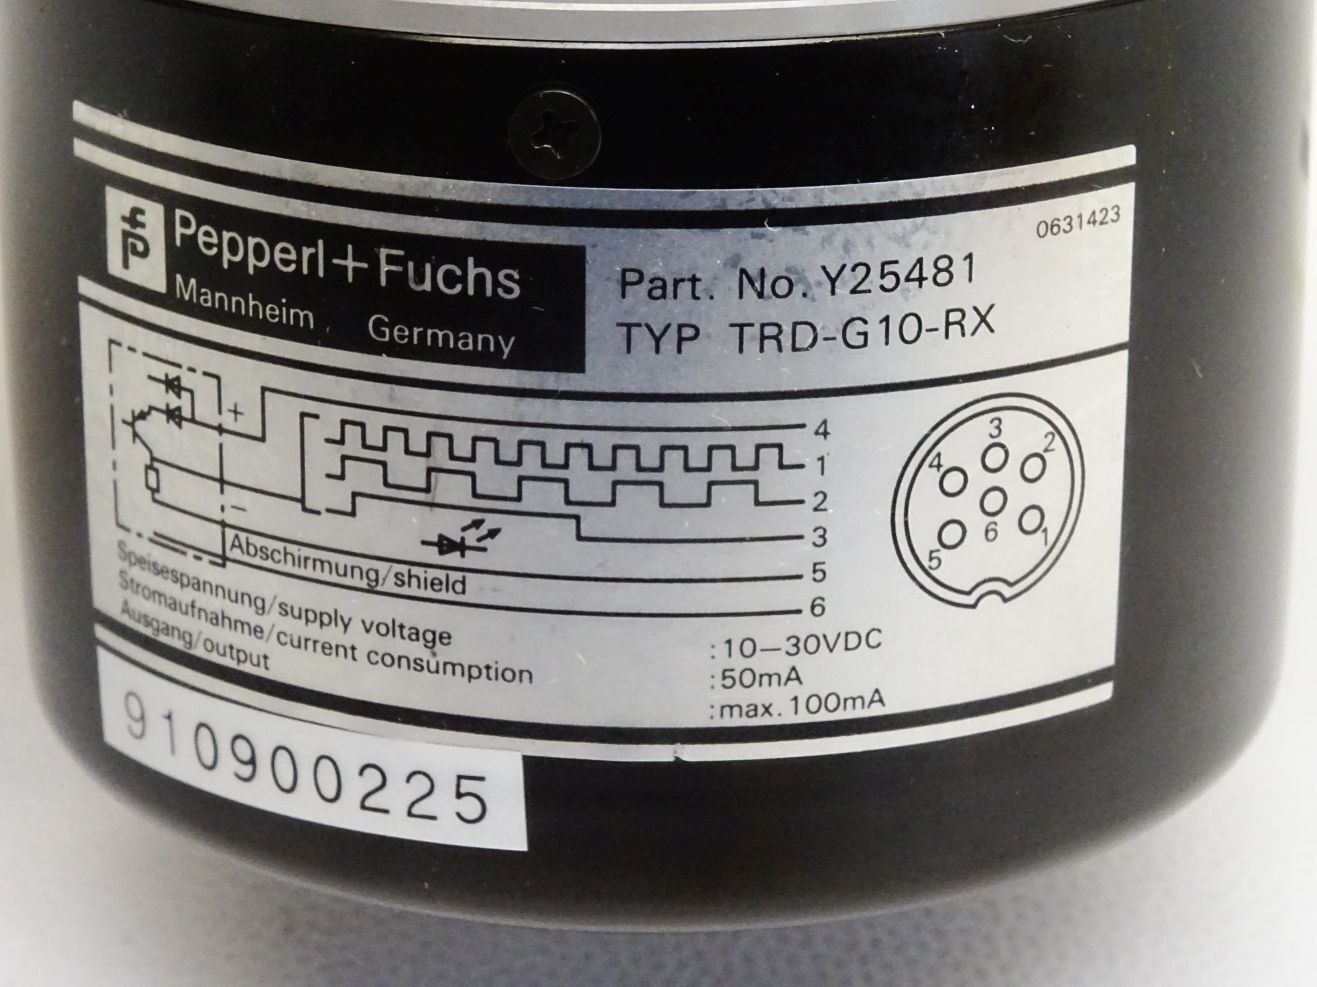 0631423
Pepperl+Fuchs
Mannheim Germany
Part. No. Y25481
TYP TRD-G10-RX
+
-
4
1
2
3
5
6
Abschirmung/shield
3
4 2
6
5 1
Speisespannung/supply voltage :10-30VDC
Stromaufnahme/current consumption :50mA
Ausgang/output :max. 100mA
910900225